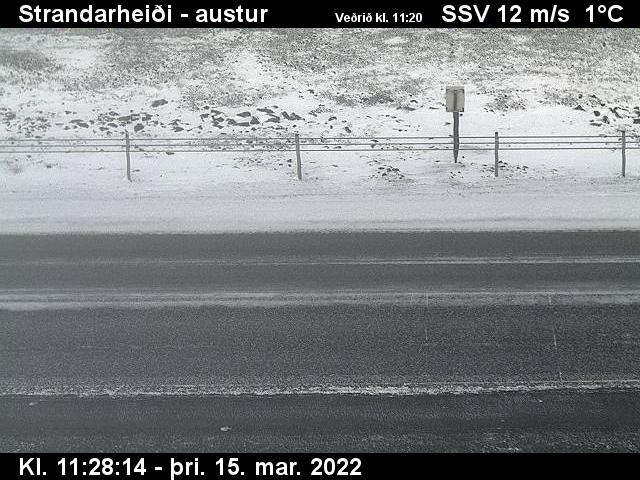 Strandarheiði - austur Veðrið kl. 11:20 SSV 12 m/s 1°C
Kl. 11:28:14 - þri. 15. mar. 2022